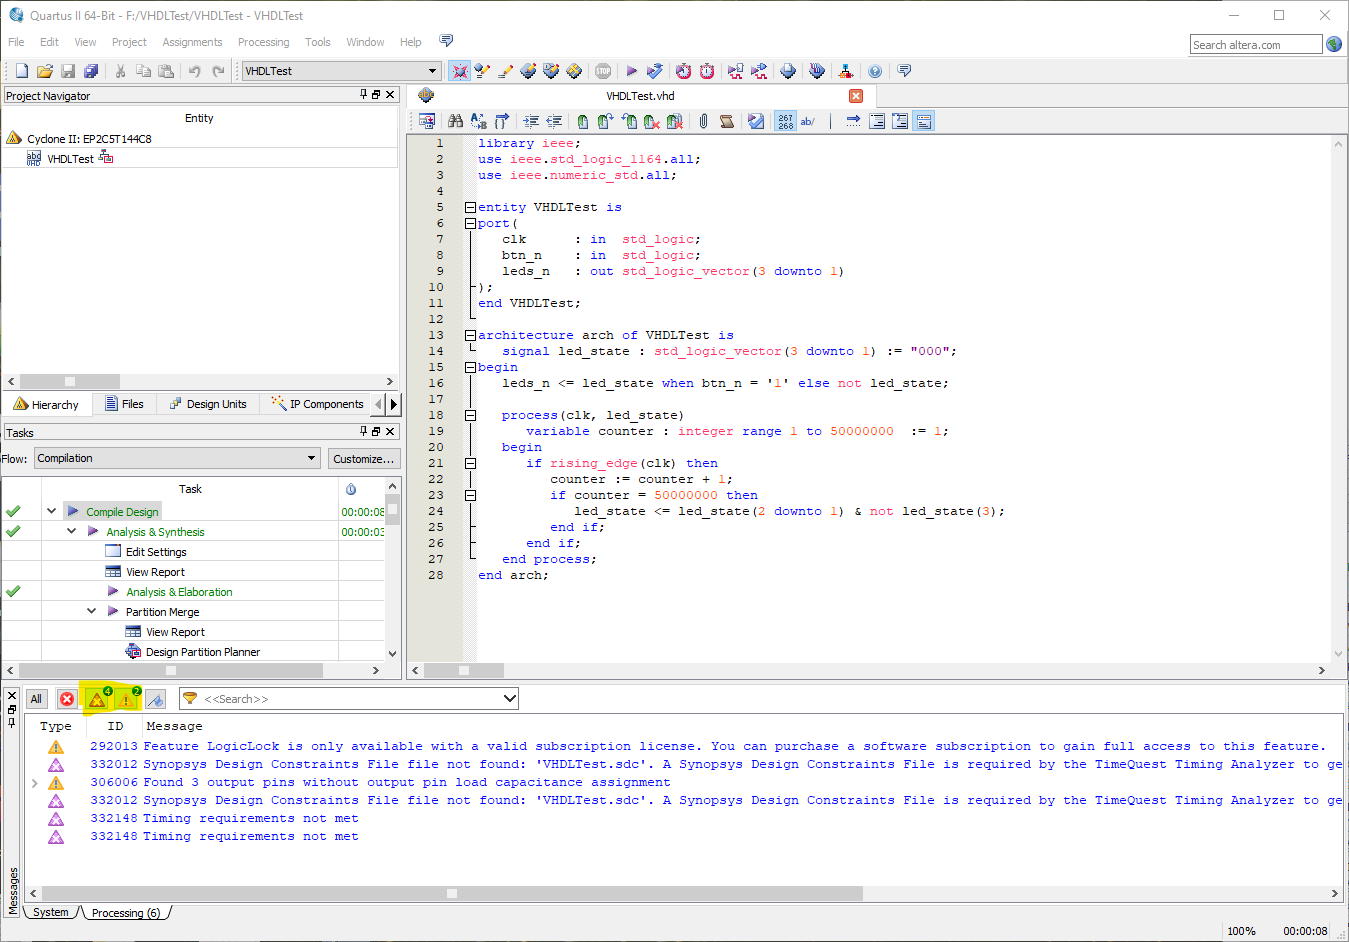 Quartus II 64-Bit - F:/VHDLTest/VHDLTest - VHDLTest
File Edit View Project Assignments Processing Tools Window Help
Search altera.com
VHDLTest
STOP
Project Navigator
Entity
Cyclone II: EP2C5T144C8
VHDLTest
Hierarchy Files Design Units IP Components
Tasks
Flow: Compilation Customize...
Task
Compile Design 00:00:08
Analysis & Synthesis 00:00:03
Edit Settings
View Report
Analysis & Elaboration
Partition Merge
View Report
Design Partition Planner
VHDLTest.vhd
267
268 ab/
1 library ieee;
2 use ieee.std_logic_1164.all;
3 use ieee.numeric_std.all;
4
5 entity VHDLTest is
6 port(
7 clk : in std_logic;
8 btn_n : in std_logic;
9 leds_n : out std_logic_vector(3 downto 1)
10 );
11 end VHDLTest;
12
13 architecture arch of VHDLTest is
14 signal led_state : std_logic_vector(3 downto 1) := "000";
15 begin
16 leds_n <= led_state when btn_n = '1' else not led_state;
17
18 process(clk, led_state)
19 variable counter : integer range 1 to 50000000 := 1;
20 begin
21 if rising_edge(clk) then
22 counter := counter + 1;
23 if counter = 50000000 then
24 led_state <= led_state(2 downto 1) & not led_state(3);
25 end if;
26 end if;
27 end process;
28 end arch;
All 4 2 <<Search>>
Type ID Message
292013 Feature LogicLock is only available with a valid subscription license. You can purchase a software subscription to gain full access to this feature.
332012 Synopsys Design Constraints File file not found: 'VHDLTest.sdc'. A Synopsys Design Constraints File is required by the TimeQuest Timing Analyzer to ge
306006 Found 3 output pins without output pin load capacitance assignment
332012 Synopsys Design Constraints File file not found: 'VHDLTest.sdc'. A Synopsys Design Constraints File is required by the TimeQuest Timing Analyzer to ge
332148 Timing requirements not met
332148 Timing requirements not met
Messages
System Processing (6)
100% 00:00:08